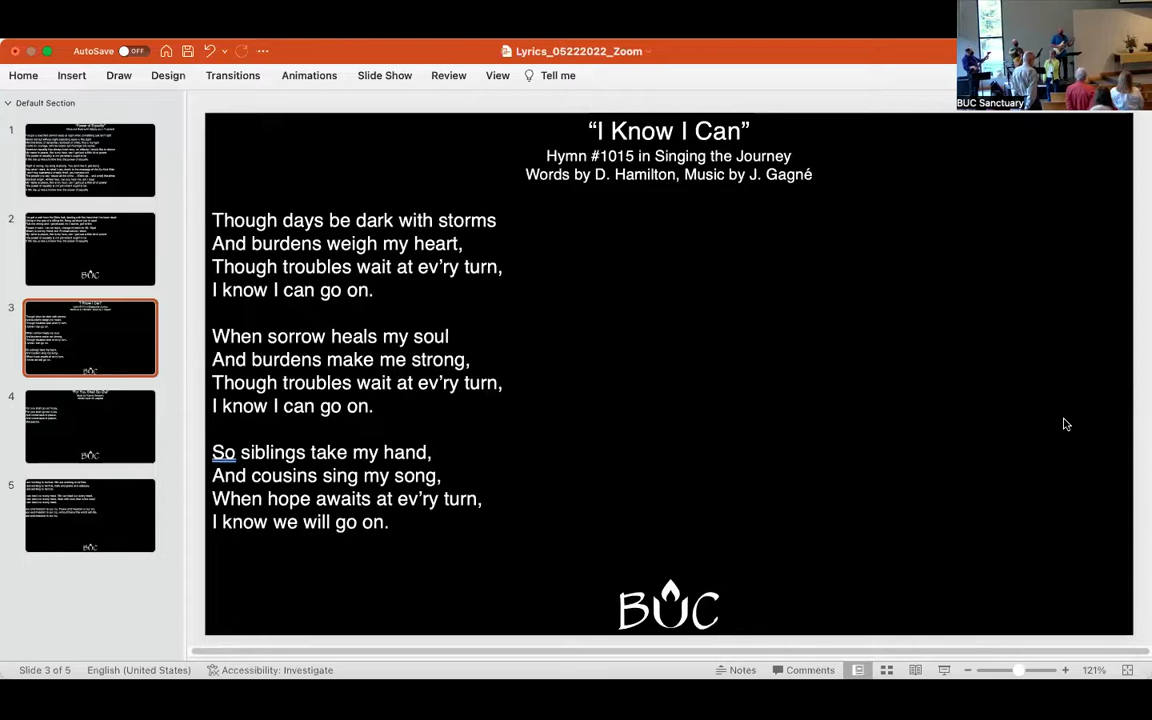 AutoSave
OFF
Lyrics_05222022_Zoom
Home
Insert
Draw
Design
Transitions
Animations
Slide Show
Review
View
Tell me
BUC Sanctuary
Default Section
1
2
3
4
5
“I Know I Can”
Hymn #1015 in Singing the Journey
Words by D. Hamilton, Music by J. Gagné
Though days be dark with storms
And burdens weigh my heart,
Though troubles wait at ev’ry turn,
I know I can go on.
When sorrow heals my soul
And burdens make me strong,
Though troubles wait at ev’ry turn,
I know I can go on.
So siblings take my hand,
And cousins sing my song,
When hope awaits at ev’ry turn,
I know we will go on.
BUC
Slide 3 of 5
English (United States)
Accessibility: Investigate
Notes
Comments
121%